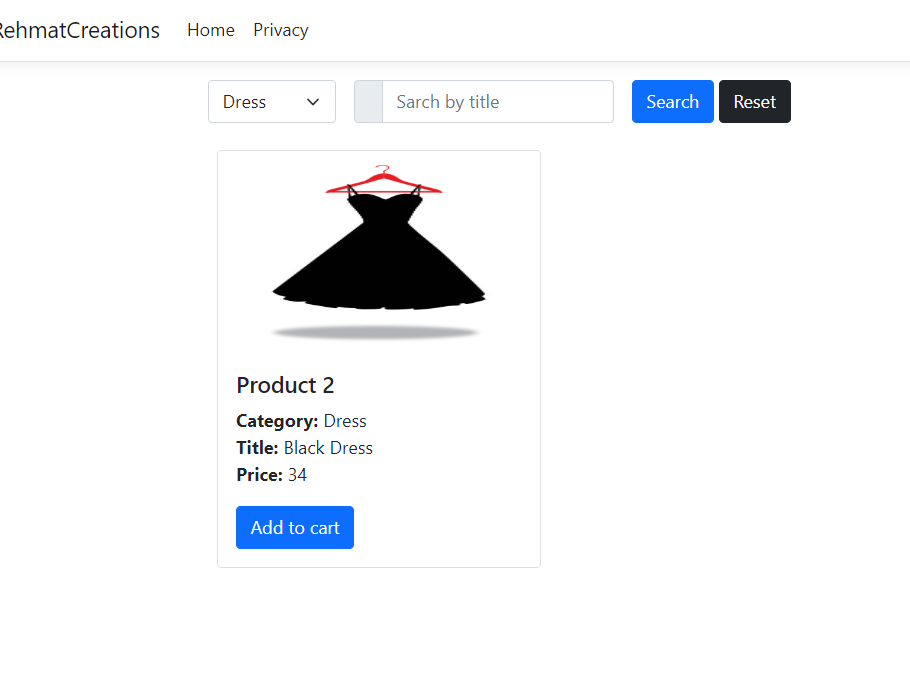 RehmatCreations Home Privacy
Dress Sarch by title Search Reset
Product 2
Category: Dress
Title: Black Dress
Price: 34
Add to cart